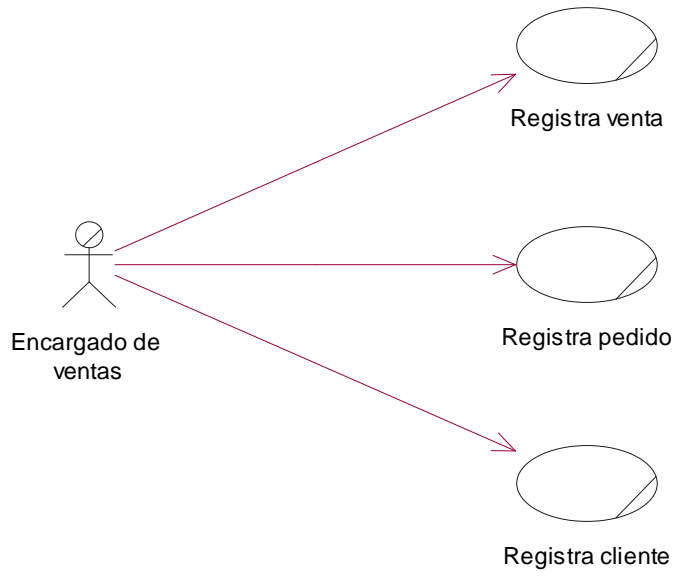 Registra venta
Encargado de
ventas
Registra pedido
Registra cliente